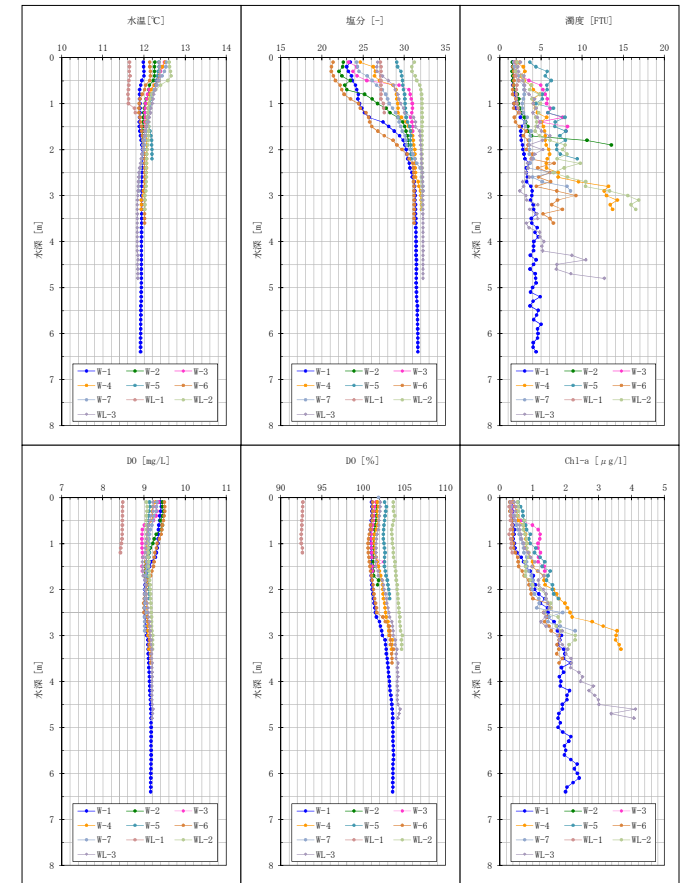 水温[℃]
10 11 12 13 14
0
1
2
3
4
5
6
7
8
水深 [m]
W-1 W-2 W-3
W-4 W-5 W-6
W-7 WL-1 WL-2
WL-3
塩分 [-]
15 20 25 30 35
0
1
2
3
4
5
6
7
8
水深 [m]
W-1 W-2 W-3
W-4 W-5 W-6
W-7 WL-1 WL-2
WL-3
濁度 [FTU]
0 5 10 15 20
0
1
2
3
4
5
6
7
8
水深 [m]
W-1 W-2 W-3
W-4 W-5 W-6
W-7 WL-1 WL-2
WL-3
DO [mg/L]
7 8 9 10 11
0
1
2
3
4
5
6
7
8
水深 [m]
W-1 W-2 W-3
W-4 W-5 W-6
W-7 WL-1 WL-2
WL-3
DO [%]
90 95 100 105 110
0
1
2
3
4
5
6
7
8
水深 [m]
W-1 W-2 W-3
W-4 W-5 W-6
W-7 WL-1 WL-2
WL-3
Chl-a [μg/l]
0 1 2 3 4 5
0
1
2
3
4
5
6
7
8
水深 [m]
W-1 W-2 W-3
W-4 W-5 W-6
W-7 WL-1 WL-2
WL-3